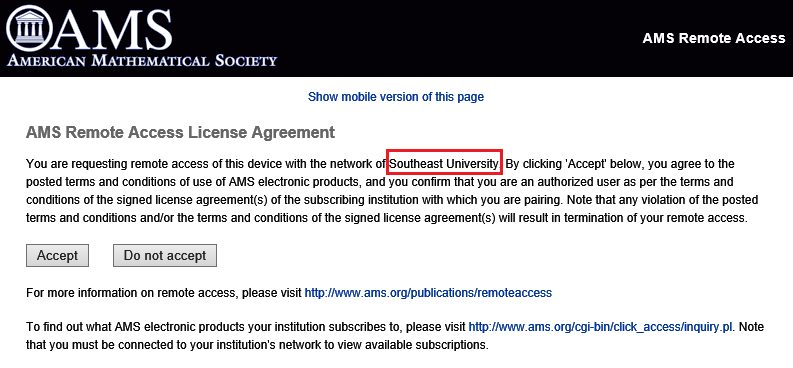 AMS
AMERICAN MATHEMATICAL SOCIETY
AMS Remote Access
Show mobile version of this page
AMS Remote Access License Agreement
You are requesting remote access of this device with the network of Southeast University. By clicking 'Accept' below, you agree to the
posted terms and conditions of use of AMS electronic products, and you confirm that you are an authorized user as per the terms and
conditions of the signed license agreement(s) of the subscribing institution with which you are pairing. Note that any violation of the posted
terms and conditions and/or the terms and conditions of the signed license agreement(s) will result in termination of your remote access.
Accept Do not accept
For more information on remote access, please visit http://www.ams.org/publications/remoteaccess
To find out what AMS electronic products your institution subscribes to, please visit http://www.ams.org/cgi-bin/click_access/inquiry.pl. Note
that you must be connected to your institution's network to view available subscriptions.